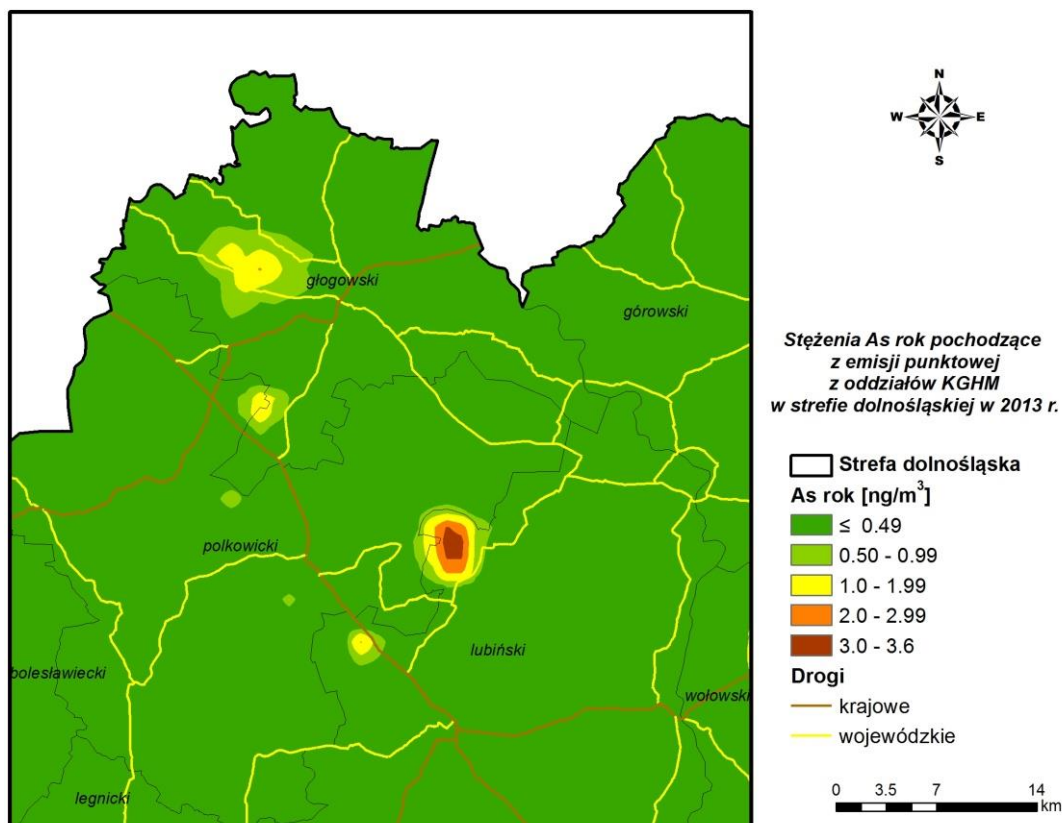 N
W E
S
głogowski
górowski
polkowicki
lubiński
bolesławiecki
wołowski
legnicki
Stężenia As rok pochodzące
z emisji punktowej
z oddziałów KGHM
w strefie dolnośląskiej w 2013 r.
Strefa dolnośląska
As rok [ng/m³]
≤ 0.49
0.50 - 0.99
1.0 - 1.99
2.0 - 2.99
3.0 - 3.6
Drogi
krajowe
wojewódzkie
0 3.5 7 14
km